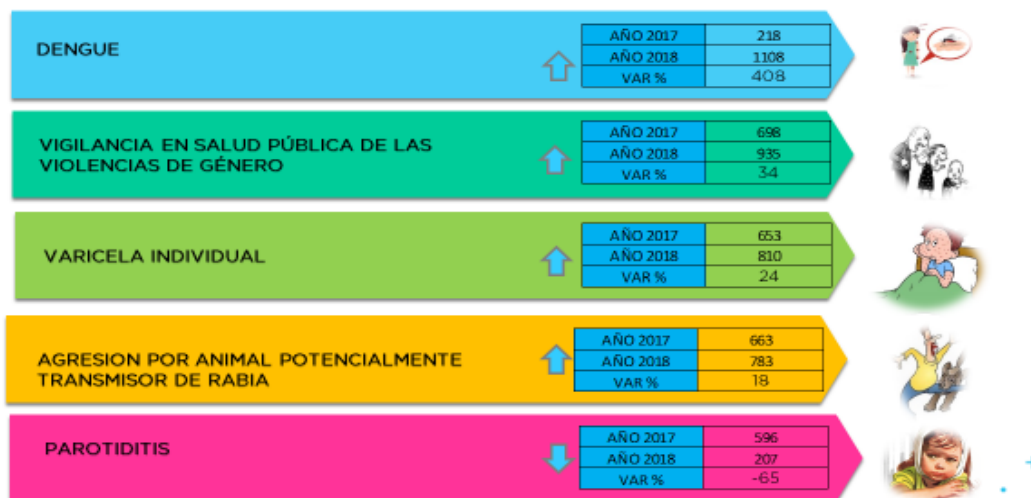 DENGUE
AÑO 2017 218
AÑO 2018 1108
VAR % 408
VIGILANCIA EN SALUD PÚBLICA DE LAS
VIOLENCIAS DE GÉNERO
AÑO 2017 698
AÑO 2018 935
VAR % 34
VARICELA INDIVIDUAL
AÑO 2017 653
AÑO 2018 810
VAR % 24
AGRESION POR ANIMAL POTENCIALMENTE
TRANSMISOR DE RABIA
AÑO 2017 663
AÑO 2018 783
VAR % 18
PAROTIDITIS
AÑO 2017 596
AÑO 2018 207
VAR % -65